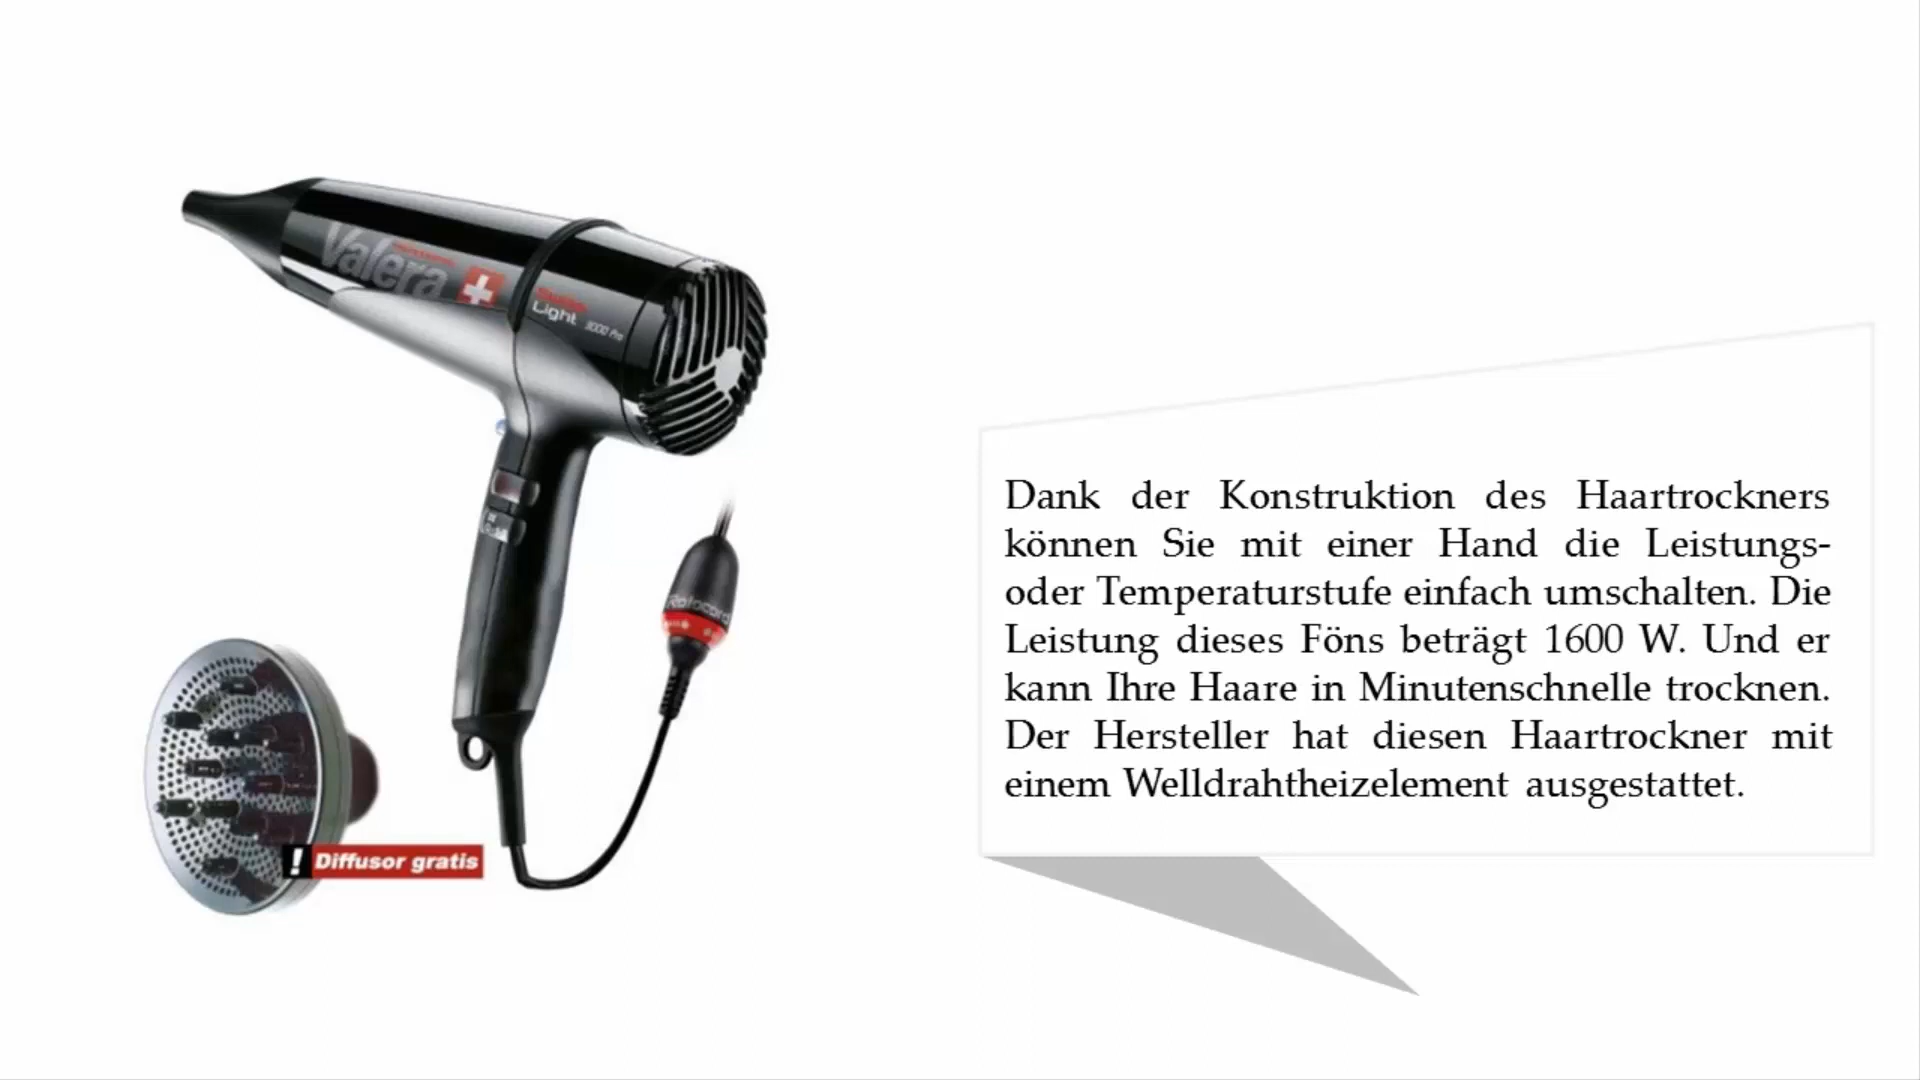 Valera
Light 3000 Pro
Rotocord
! Diffusor gratis
Dank der Konstruktion des Haartrockners
können Sie mit einer Hand die Leistungs-
oder Temperaturstufe einfach umschalten. Die
Leistung dieses Föns beträgt 1600 W. Und er
kann Ihre Haare in Minutenschnelle trocknen.
Der Hersteller hat diesen Haartrockner mit
einem Welldrahtheizelement ausgestattet.